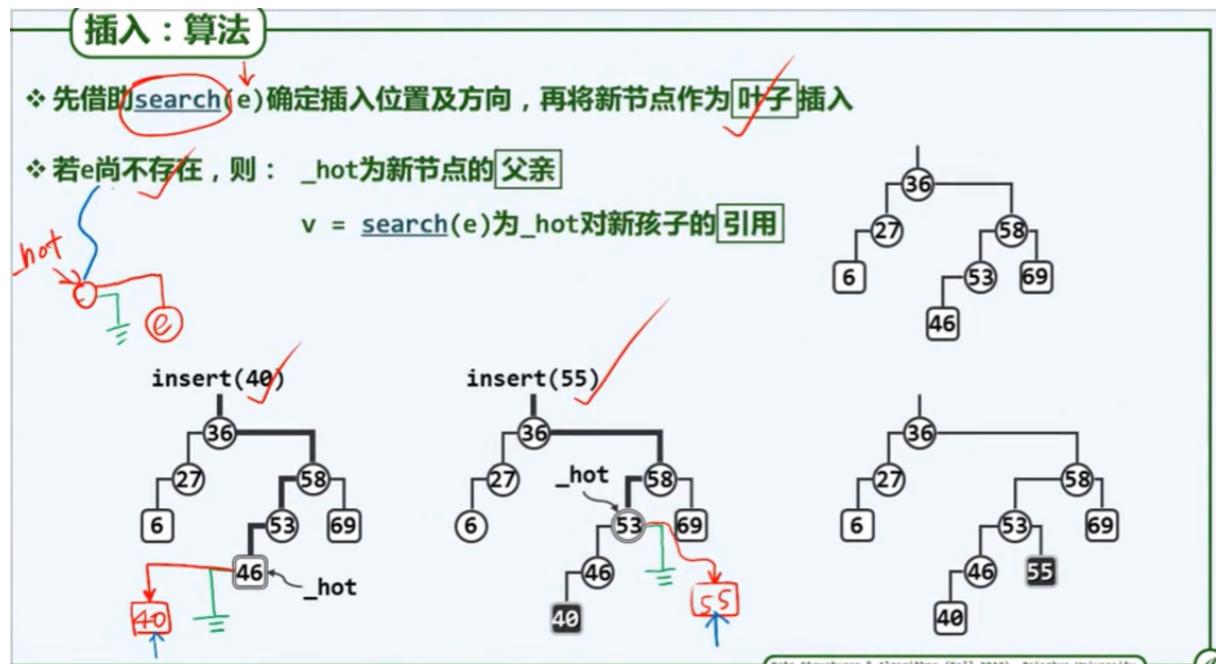 插入：算法
❖ 先借助search(e)确定插入位置及方向，再将新节点作为叶子插入
❖ 若e尚不存在，则： _hot为新节点的父亲
v = search(e)为_hot对新孩子的引用
_hot
e
36
27 58
6 53 69
46
insert(40)
36
27 58
6 53 69
46
_hot
40
insert(55)
36
27 58
_hot
6 53 69
46
40
55
36
27 58
6 53 69
46 55
40